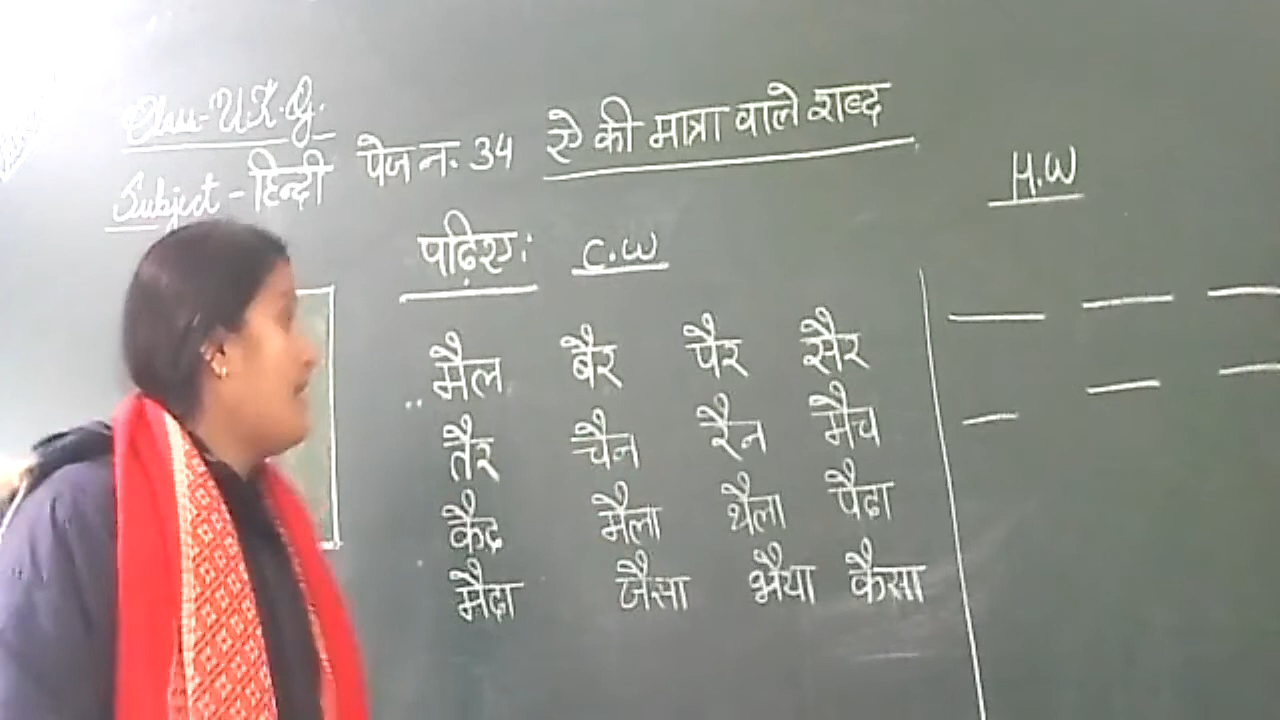 Class-U.K.G.
Subject - हिन्दी पेज न. 34 ऐ की मात्रा वाले शब्द
H.W
पढ़िए: C.W
मैल बैर पैर सैर
तैर चैन रैन मैच
कैद मैला थैला पैदा
मैदा जैसा भैया कैसा